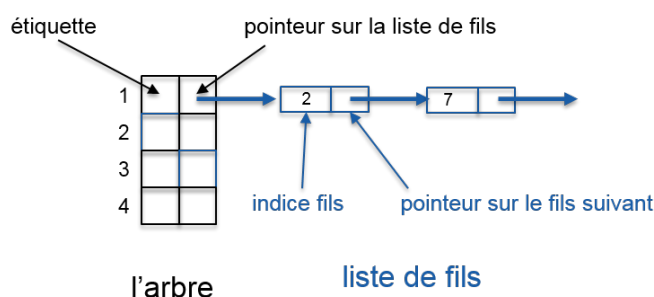 étiquette
pointeur sur la liste de fils
1
2
7
2
3
4
indice fils
pointeur sur le fils suivant
l'arbre
liste de fils